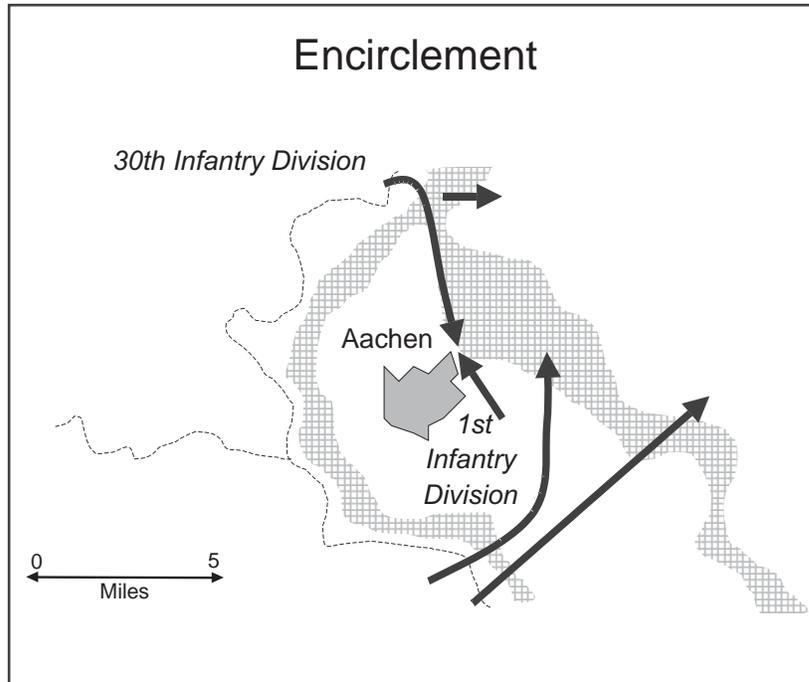 Encirclement
30th Infantry Division
Aachen
1st
Infantry
Division
0 5
Miles